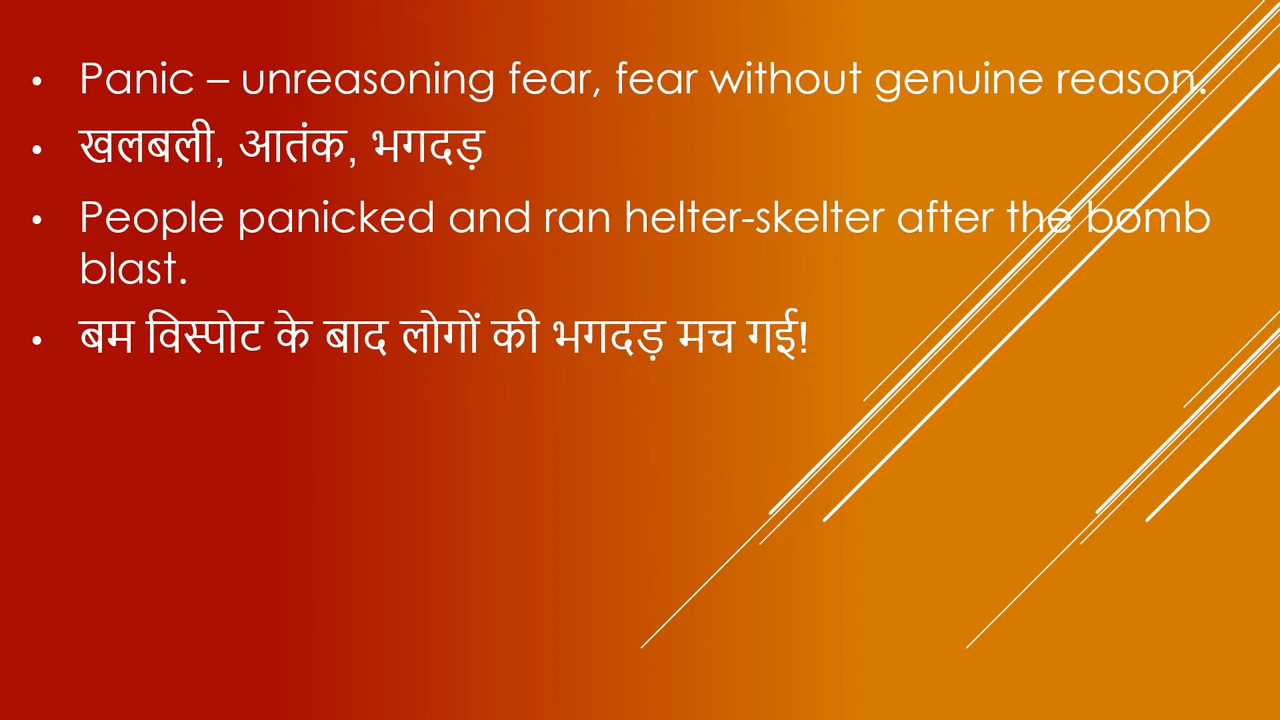 • Panic – unreasoning fear, fear without genuine reason.
• खलबली, आतंक, भगदड़
• People panicked and ran helter-skelter after the bomb
blast.
• बम विस्पोट के बाद लोगों की भगदड़ मच गई!